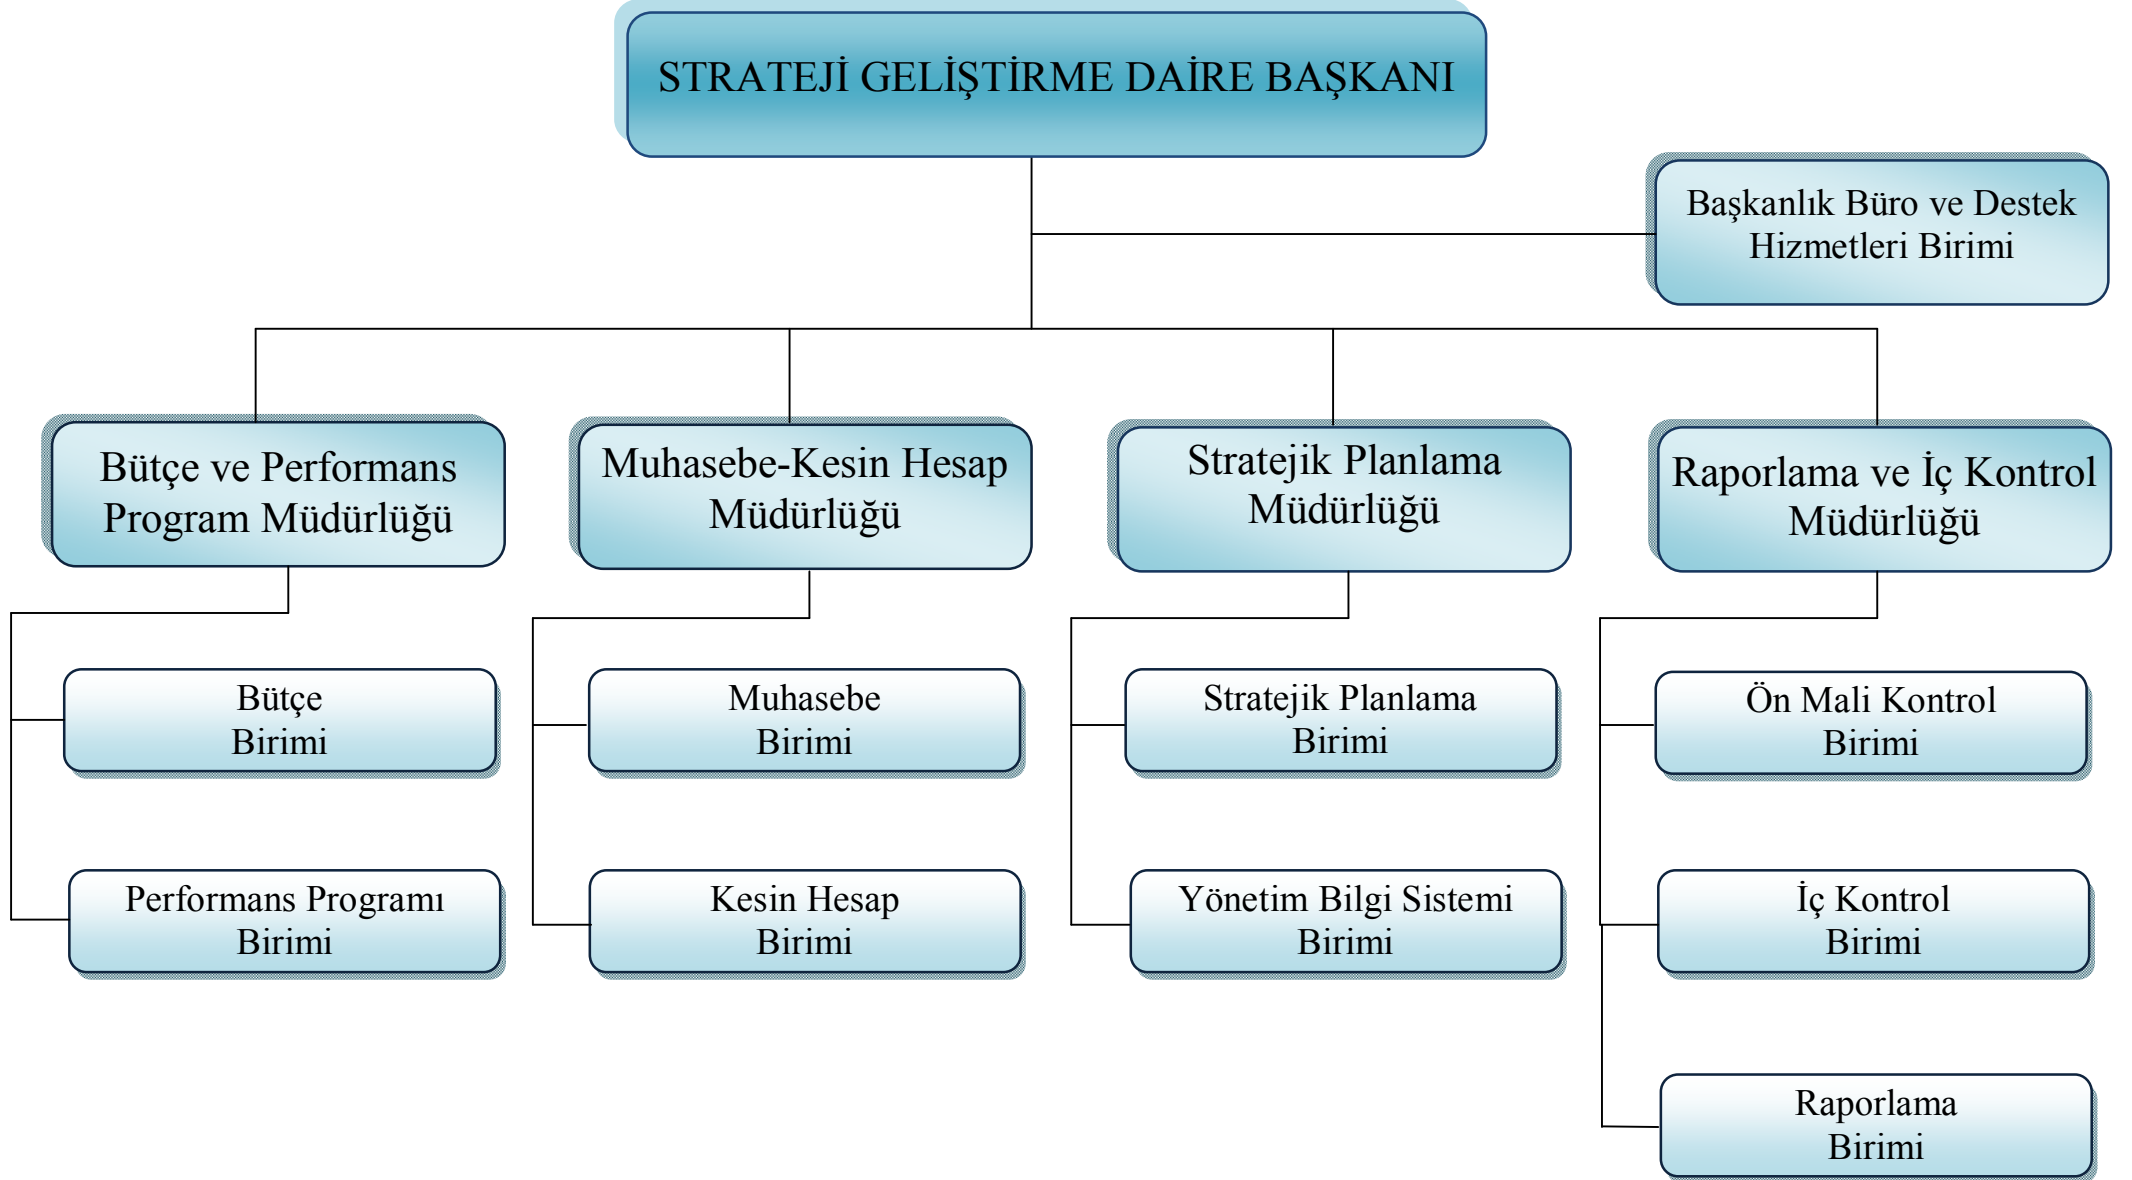 STRATEJİ GELİŞTİRME DAİRE BAŞKANI
Başkanlık Büro ve Destek
Hizmetleri Birimi
Bütçe ve Performans
Program Müdürlüğü
Muhasebe-Kesin Hesap
Müdürlüğü
Stratejik Planlama
Müdürlüğü
Raporlama ve İç Kontrol
Müdürlüğü
Bütçe
Birimi
Muhasebe
Birimi
Stratejik Planlama
Birimi
Ön Mali Kontrol
Birimi
Performans Programı
Birimi
Kesin Hesap
Birimi
Yönetim Bilgi Sistemi
Birimi
İç Kontrol
Birimi
Raporlama
Birimi